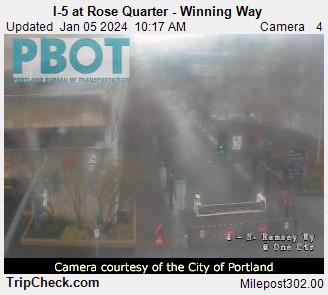 I-5 at Rose Quarter - Winning Way
Updated Jan 05 2024 10:17 AM Camera 4
PBOT
PORTLAND BUREAU OF TRANSPORTATION
4 - N. Ramsey Wy
@ One Ctr
Camera courtesy of the City of Portland
TripCheck.com Milepost302.00